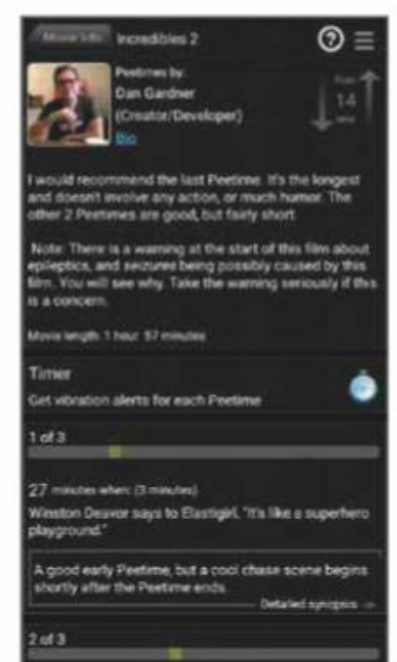 Movie Info
Incredibles 2
?
Peetimes by:
Dan Gardner
(Creator/Developer)
Bio
14
I would recommend the last Peetime. It's the longest
and doesn't involve any action, or much humor. The
other 2 Peetimes are good, but fairly short.
Note: There is a warning at the start of this film about
epileptics, and seizures being possibly caused by this
film. You will see why. Take the warning seriously if this
is a concern.
Movie length: 1 hour 57 minutes
Timer
Get vibration alerts for each Peetime
1 of 3
27 minutes when: (3 minutes)
Winston Deavor says to Elastigirl, "It's like a superhero
playground."
A good early Peetime, but a cool chase scene begins
shortly after the Peetime ends.
Detailed synopsis
2 of 3